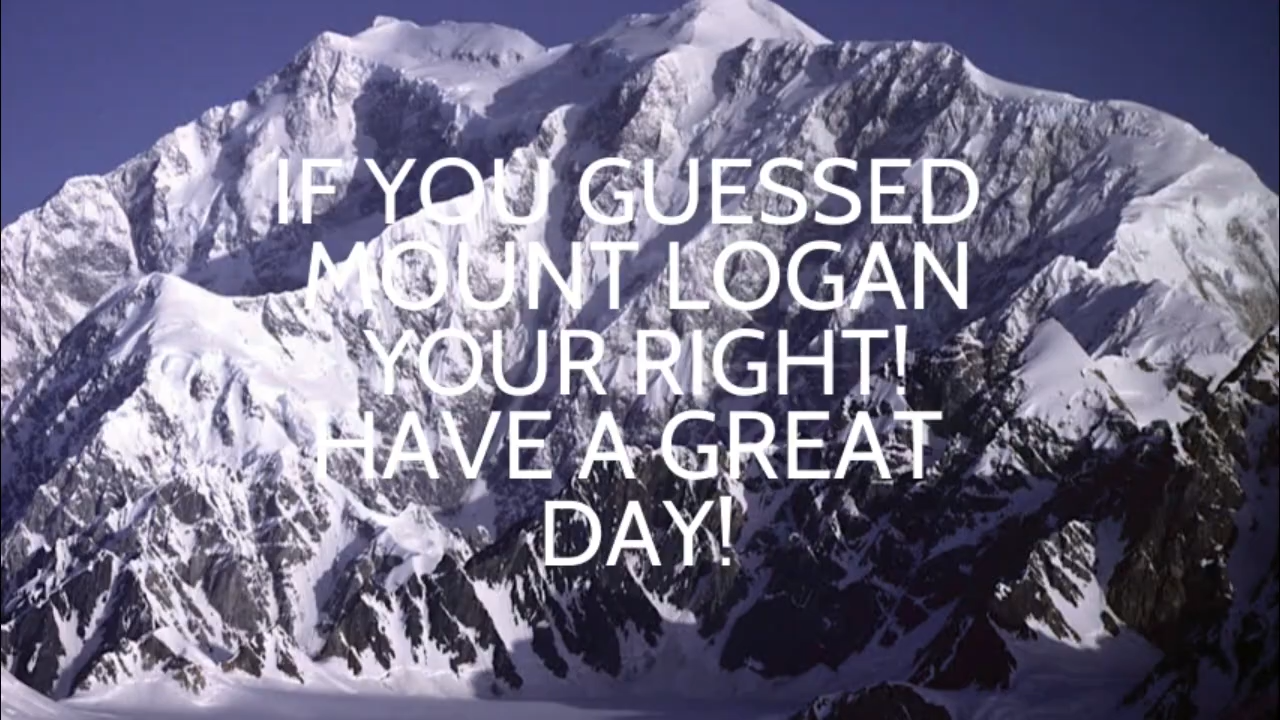 IF YOU GUESSED
MOUNT LOGAN
YOUR RIGHT!
HAVE A GREAT
DAY!